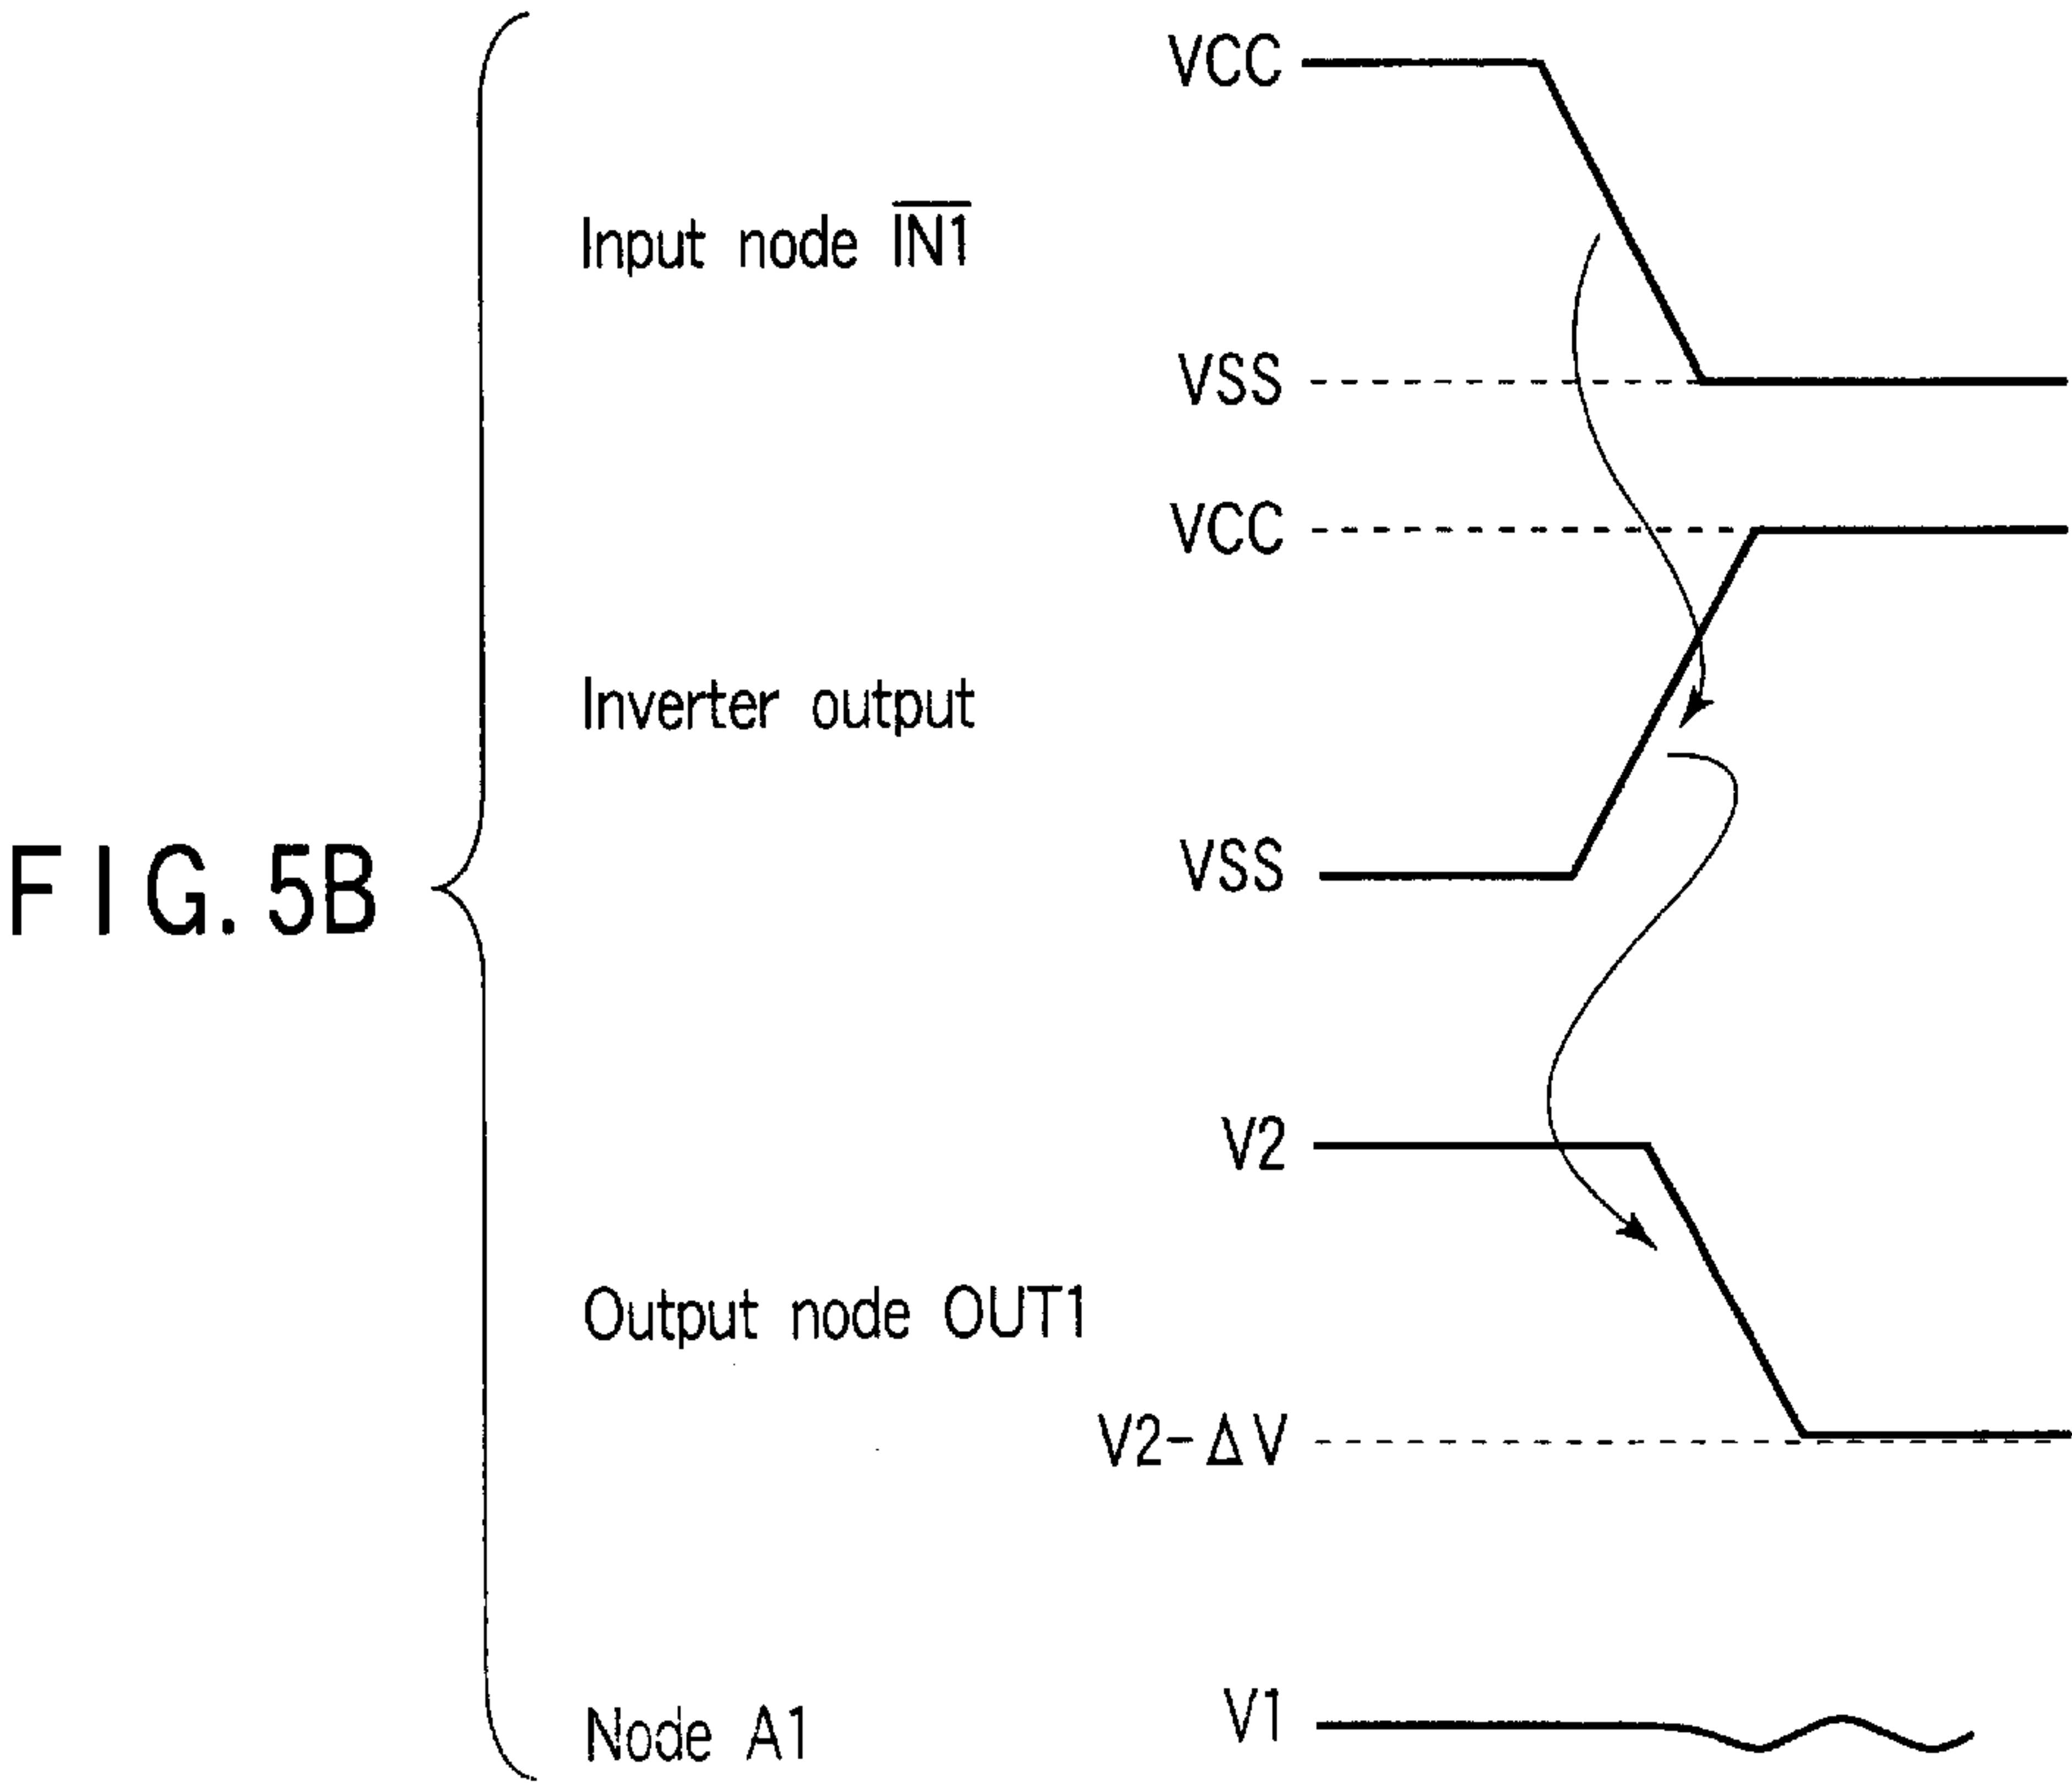 VCC
Input node I̅N̅1̅
VSS
VCC
Inverter output
VSS
FIG. 5B
V2
Output node OUT1
V2-ΔV
Node A1
V1